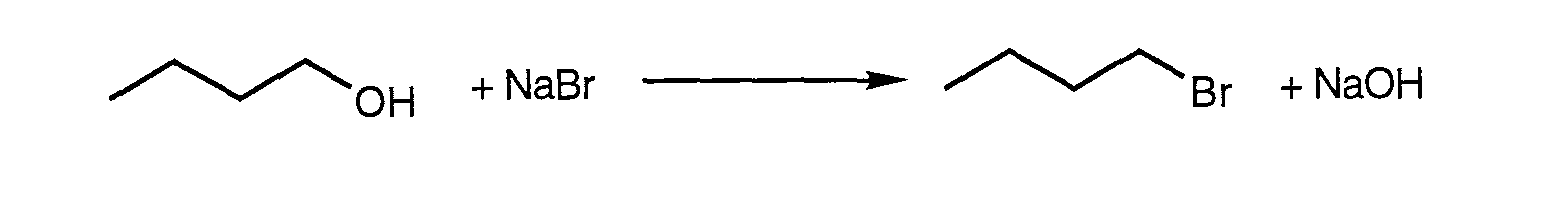 OH + NaBr Br + NaOH